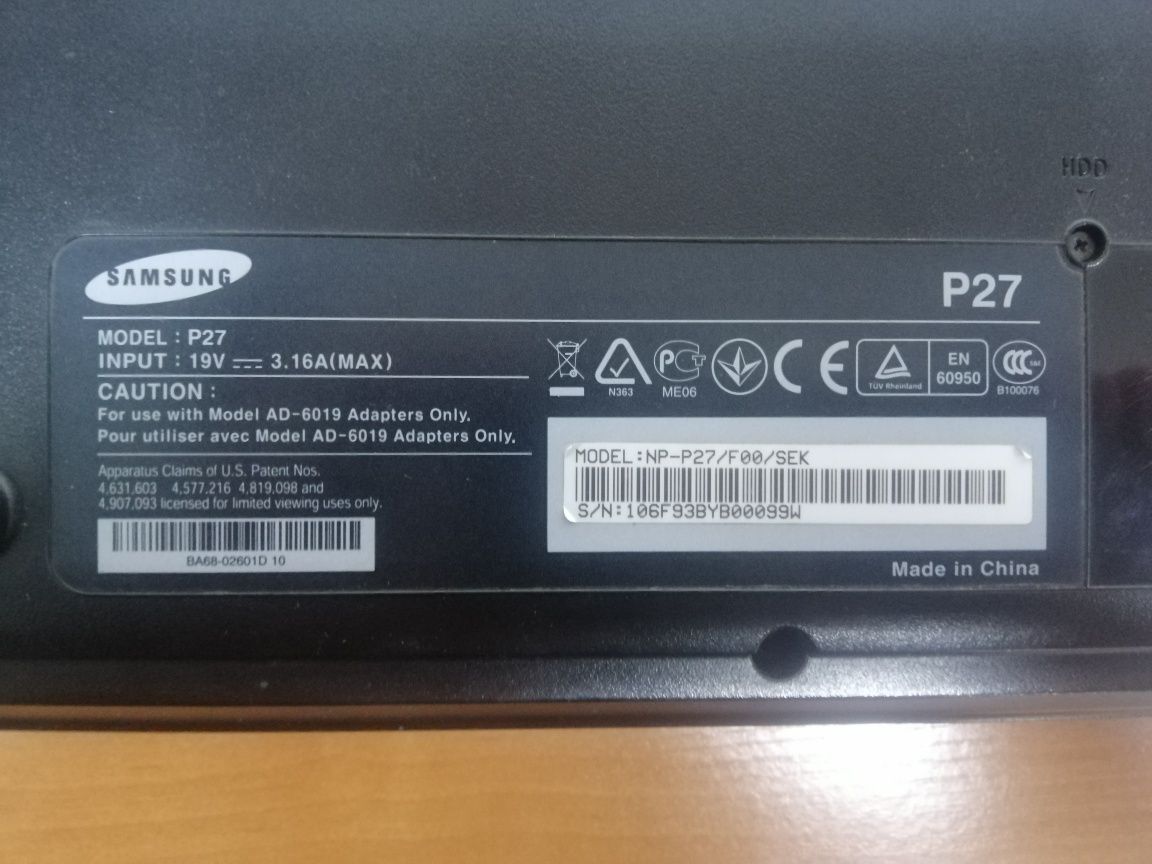 HDD
SAMSUNG
P27
MODEL : P27
INPUT : 19V 3.16A(MAX)
CAUTION :
For use with Model AD-6019 Adapters Only.
Pour utiliser avec Model AD-6019 Adapters Only.
Apparatus Claims of U.S. Patent Nos.
4,631.603 4,577.216 4,819.098 and
4,907.093 licensed for limited viewing uses only.
BA68-02601D 10
N363
PCT
ME06
CE
TÜV Rheinland
EN
60950
CCC
B100076
MODEL:NP-P27/F00/SEK
S/N:106F93BYB00099W
Made in China